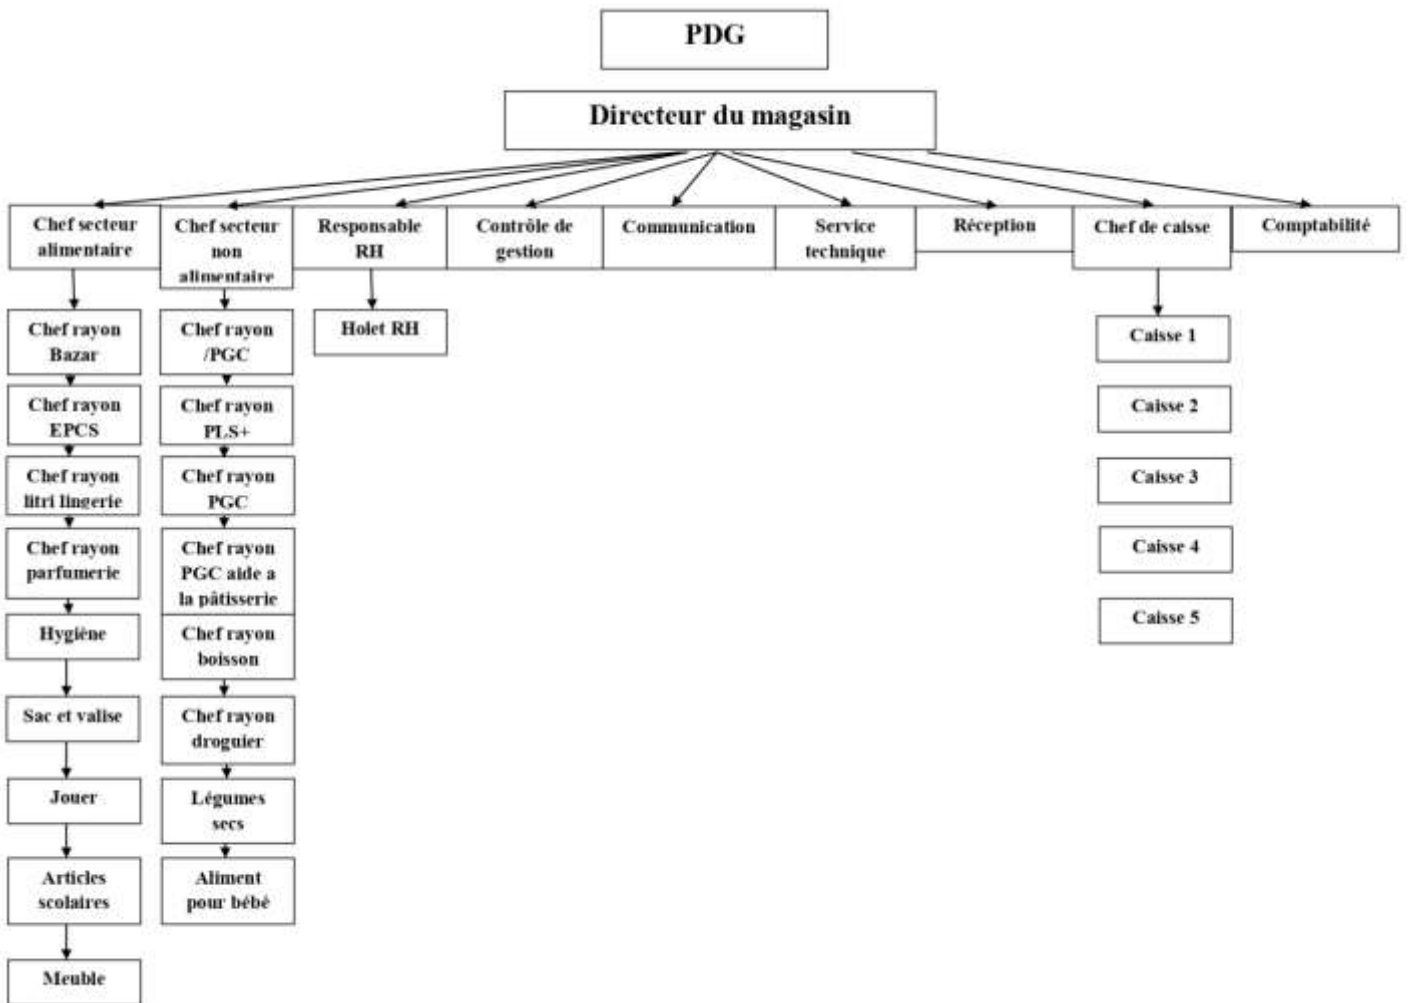 PDG
Directeur du magasin
Chef secteur
alimentaire
Chef secteur
non
alimentaire
Responsable
RH
Contrôle de
gestion
Communication
Service
technique
Réception
Chef de caisse
Comptabilité
Chef rayon
Bazar
Chef rayon
/PGC
Holet RH
Caisse 1
Chef rayon
EPCS
Chef rayon
PLS+
Caisse 2
Chef rayon
litri lingerie
Chef rayon
PGC
Caisse 3
Chef rayon
parfumerie
Chef rayon
PGC aide a
la pâtisserie
Caisse 4
Hygiène
Chef rayon
boisson
Caisse 5
Sac et valise
Chef rayon
droguier
Jouer
Légumes
secs
Articles
scolaires
Aliment
pour bébé
Meuble